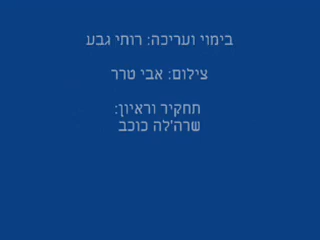 בימוי ועריכה: רותי גבע
צילום: אבי טרר
תחקיר וראיון:
שרה'לה כוכב